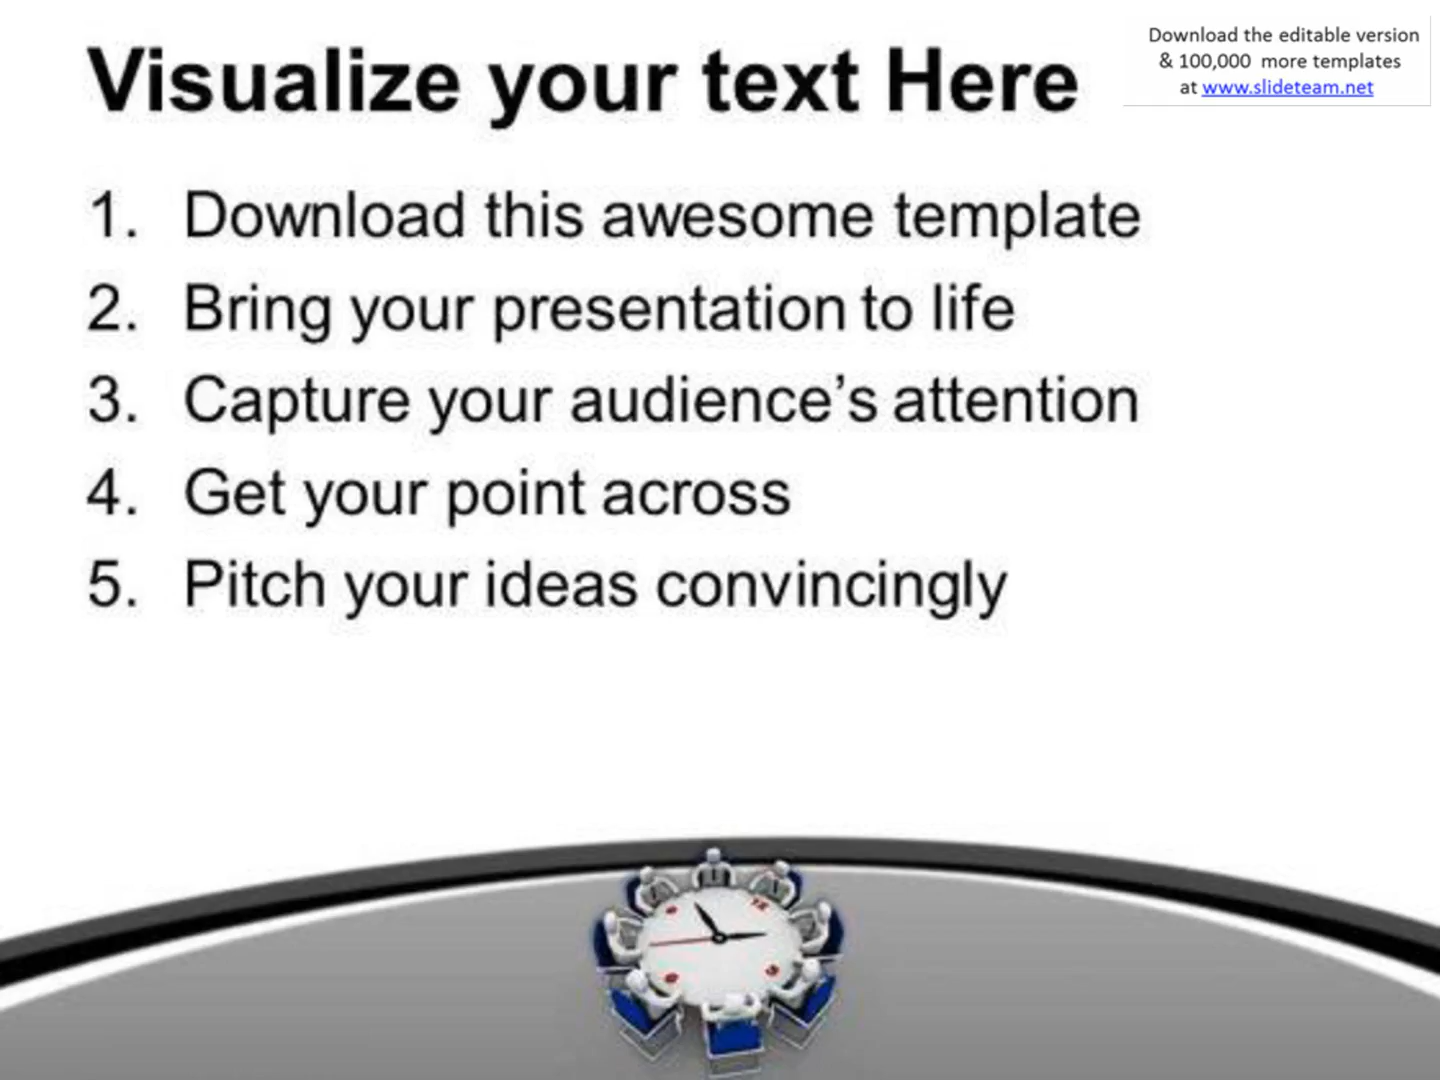 Visualize your text Here
Download the editable version
& 100,000 more templates
at www.slideteam.net
1. Download this awesome template
2. Bring your presentation to life
3. Capture your audience’s attention
4. Get your point across
5. Pitch your ideas convincingly
12